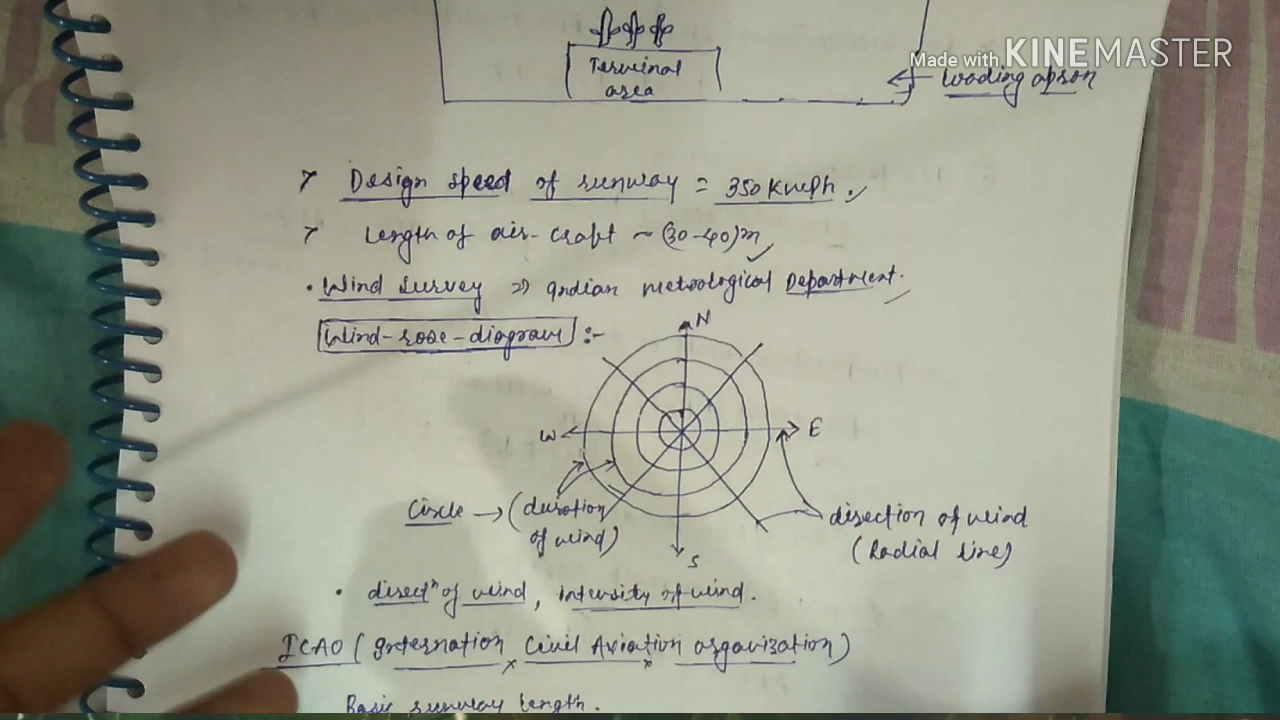 Made with KINEMASTER
Terminal
area
← loading apron
> Design speed of runway = 350 Kmph.
> Length of air-craft ~ (30-40)m
• Wind Survey ⇒ Indian metrological Department.
Wind-rose-diagram :-
N
W
E
S
Circle → (duration
of wind)
direction of wind
(Radial line)
• directⁿ of wind, intensity of wind.
ICAO (Internation Civil Aviation organization)
Basic runway length.